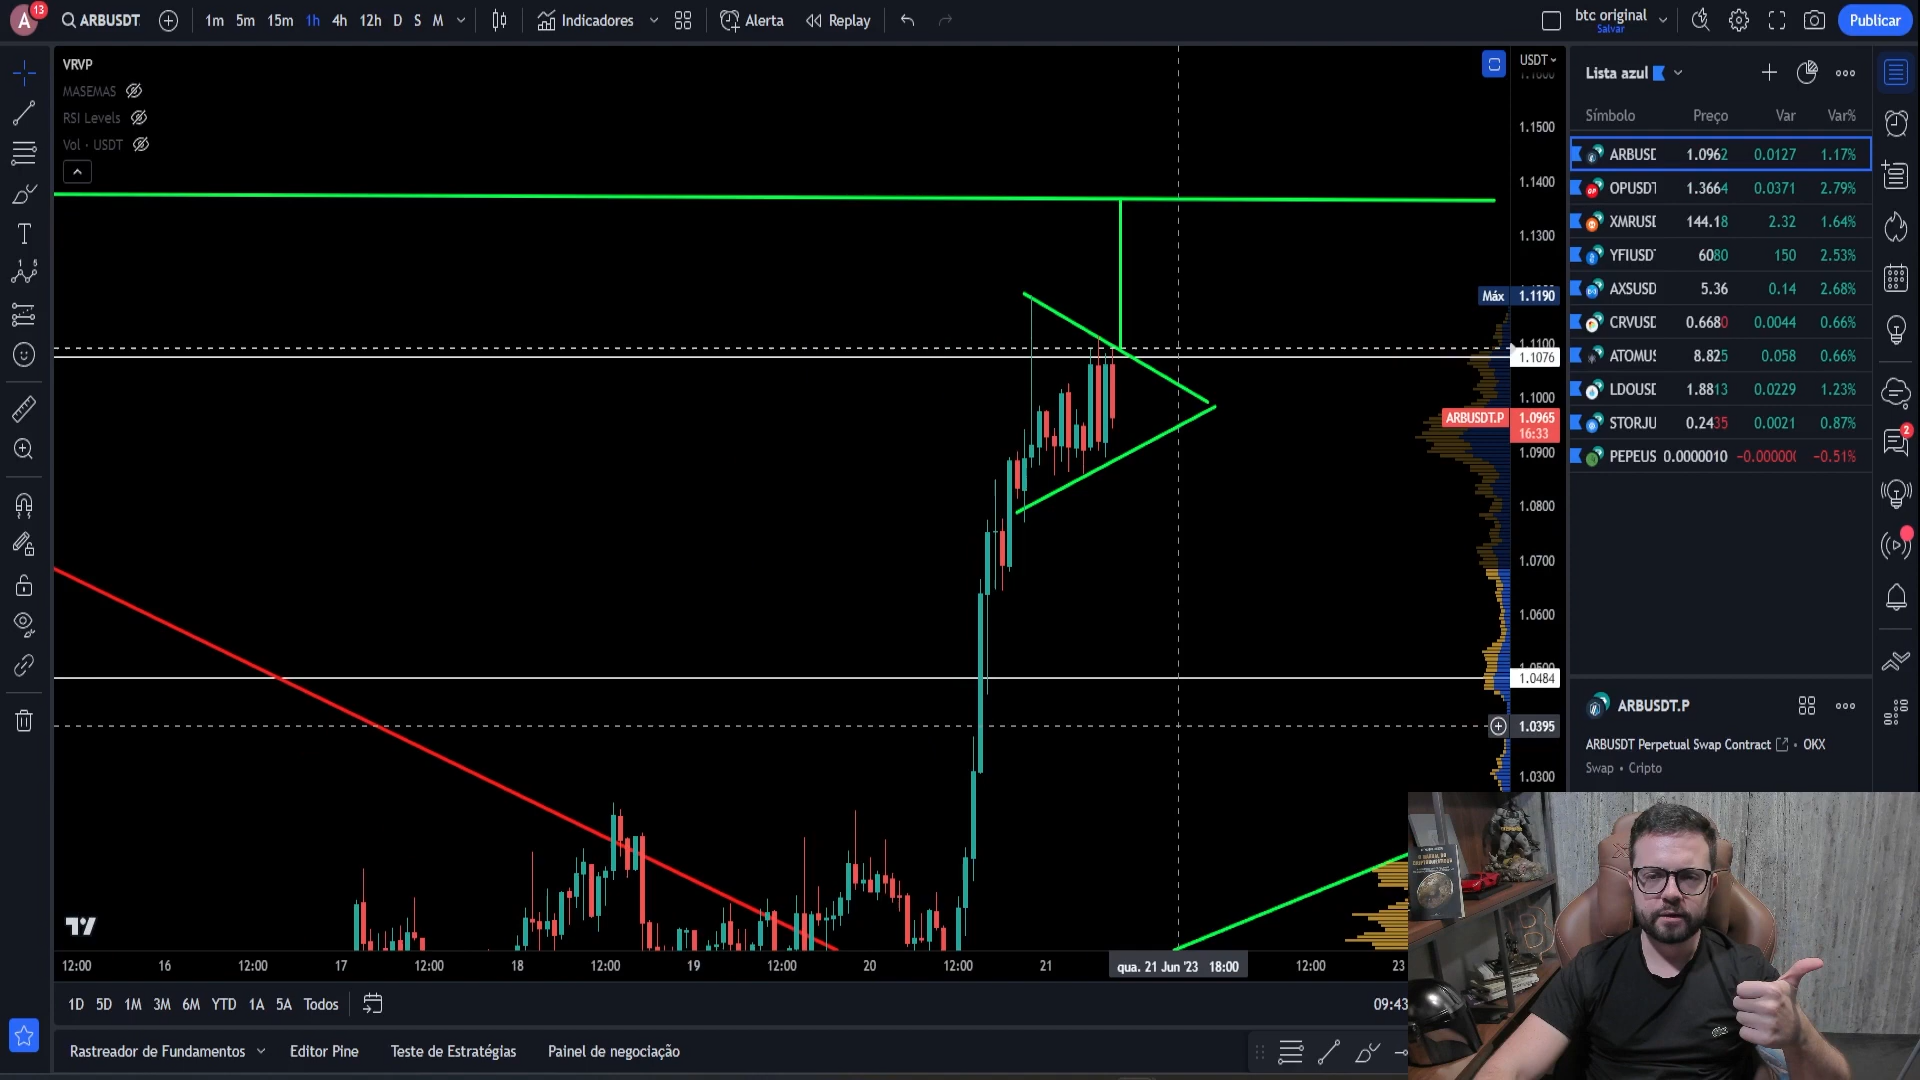 A 13 ARBUSDT 1m 5m 15m 1h 4h 12h D S M Indicadores Alerta Replay btc original Salvar Publicar
VRVP
MASEMAS
RSI Levels
Vol · USDT
USDT
1.1500
1.1400
1.1300
Máx 1.1190
1.1076
1.1000
ARBUSDT.P 1.0965
16:33
1.0900
1.0800
1.0700
1.0600
1.0484
1.0395
1.0300
12:00 16 12:00 17 12:00 18 12:00 19 12:00 20 12:00 21 qua. 21 Jun '23 18:00 12:00 23
1D 5D 1M 3M 6M YTD 1A 5A Todos 09:43
Rastreador de Fundamentos Editor Pine Teste de Estratégias Painel de negociação
Lista azul
Símbolo Preço Var Var%
ARBUSD 1.0962 0.0127 1.17%
OPUSDT 1.3664 0.0371 2.79%
XMRUSD 144.18 2.32 1.64%
YFIUSDT 6080 150 2.53%
AXSUSD 5.36 0.14 2.68%
CRVUSD 0.6680 0.0044 0.66%
ATOMUS 8.825 0.058 0.66%
LDOUSD 1.8813 0.0229 1.23%
STORJU 0.2435 0.0021 0.87%
PEPEUS 0.0000010 −0.000000 −0.51%
2
ARBUSDT.P
ARBUSDT Perpetual Swap Contract • OKX
Swap • Cripto